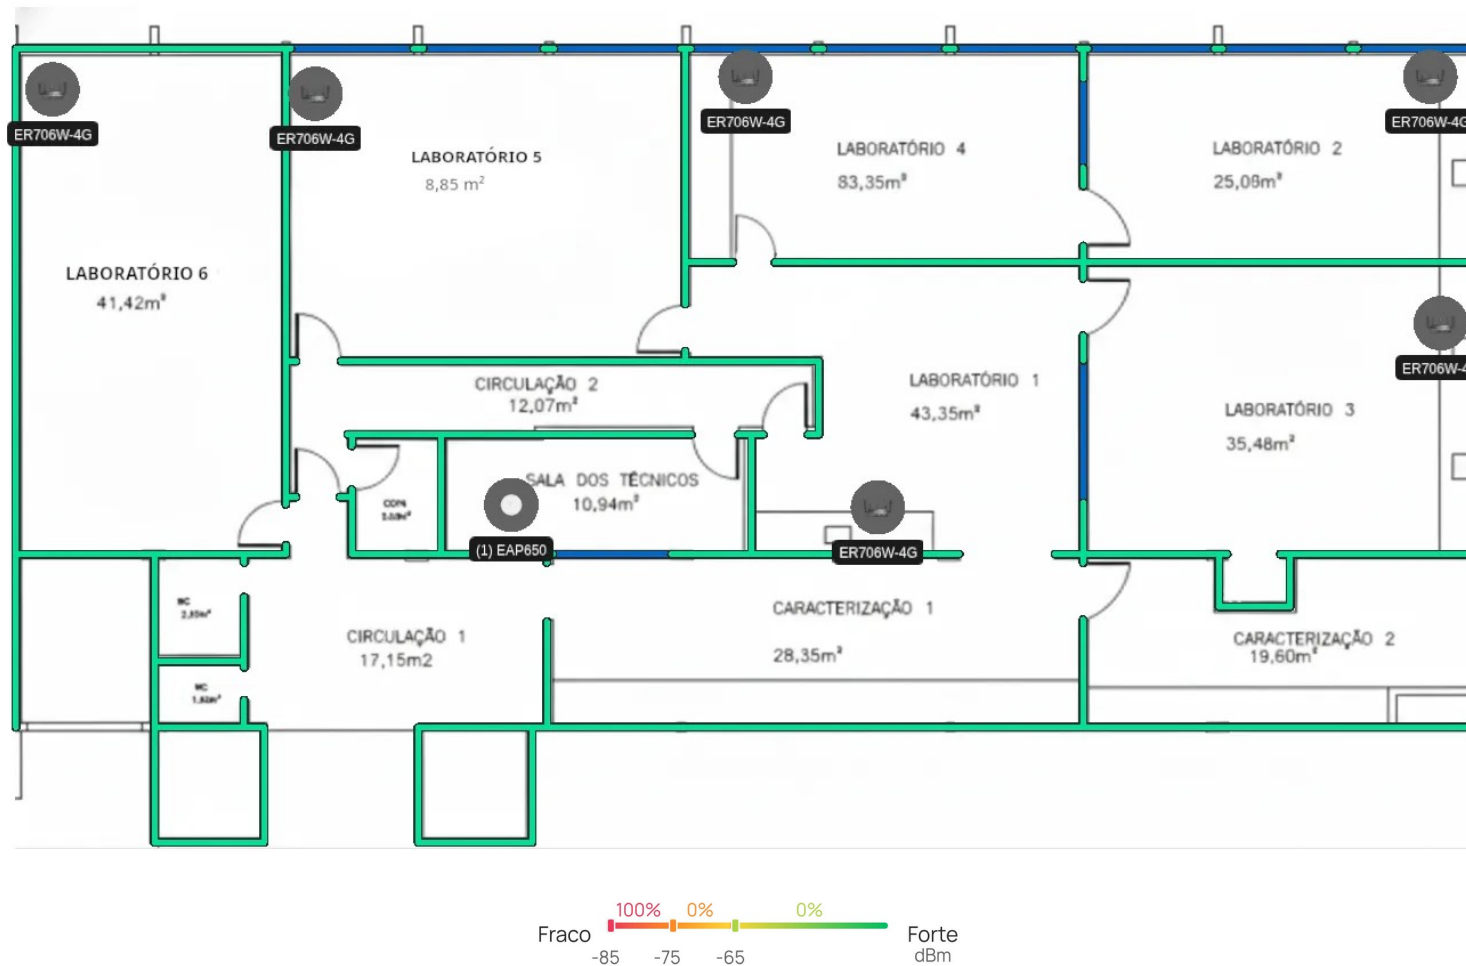 ER706W-4G
ER706W-4G
ER706W-4G
ER706W-4G
LABORATÓRIO 5
8,85 m²
LABORATÓRIO 4
83,35m²
LABORATÓRIO 2
25,08m²
LABORATÓRIO 6
41,42m²
ER706W-4
CIRCULAÇÃO 2
12,07m²
LABORATÓRIO 1
43,35m²
LABORATÓRIO 3
35,48m²
SALA DOS TÉCNICOS
10,94m²
(1) EAP650
ER706W-4G
CIRCULAÇÃO 1
17,15m2
CARACTERIZAÇÃO 1
28,35m²
CARACTERIZAÇÃO 2
19,60m²
100% 0% 0%
Fraco Forte
-85 -75 -65 dBm